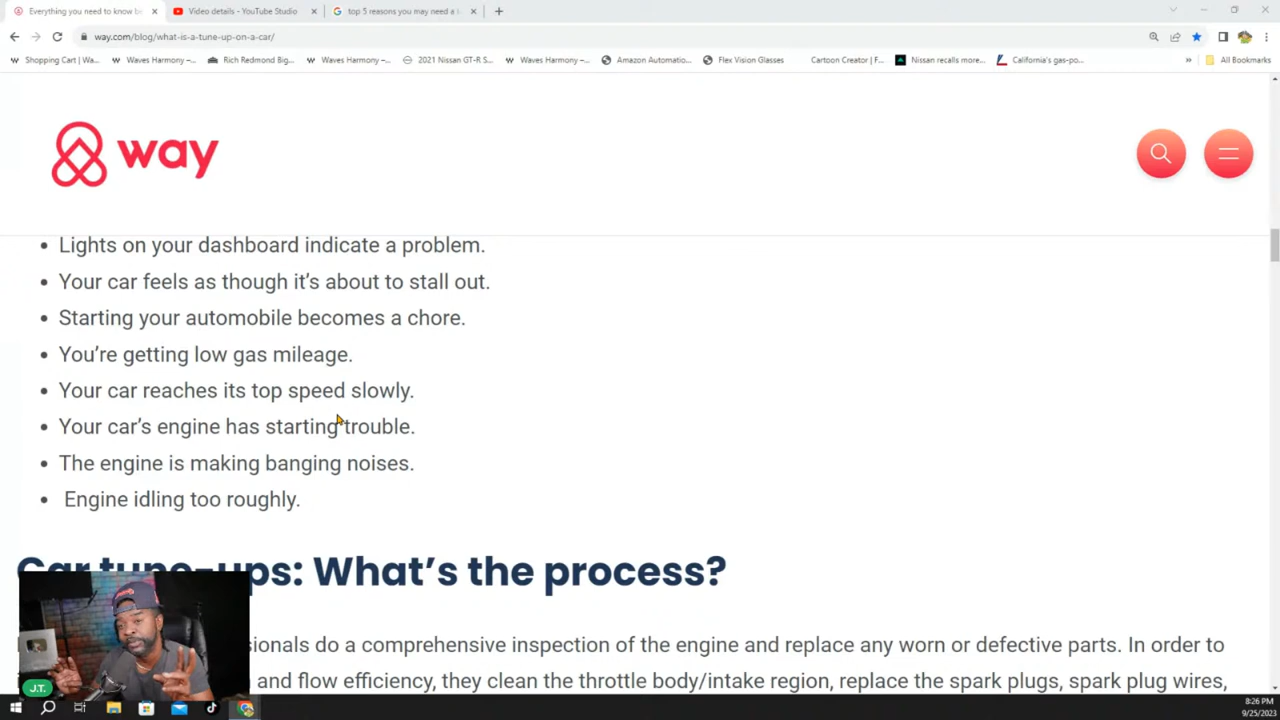 Everything you need to know be
Video details - YouTube Studio
top 5 reasons you may need a
way.com/blog/what-is-a-tune-up-on-a-car/
Shopping Cart | Wa...
Waves Harmony –...
Rich Redmond Big...
Waves Harmony –...
2021 Nissan GT-R S...
Waves Harmony –...
Amazon Automatio...
Flex Vision Glasses
Cartoon Creator | F...
Nissan recalls more...
California's gas-po...
»
All Bookmarks
way
• Lights on your dashboard indicate a problem.
• Your car feels as though it's about to stall out.
• Starting your automobile becomes a chore.
• You're getting low gas mileage.
• Your car reaches its top speed slowly.
• Your car's engine has starting trouble.
• The engine is making banging noises.
• Engine idling too roughly.
Car tune-ups: What's the process?
sionals do a comprehensive inspection of the engine and replace any worn or defective parts. In order to
and flow efficiency, they clean the throttle body/intake region, replace the spark plugs, spark plug wires,
J.T.
8:26 PM
9/25/2023